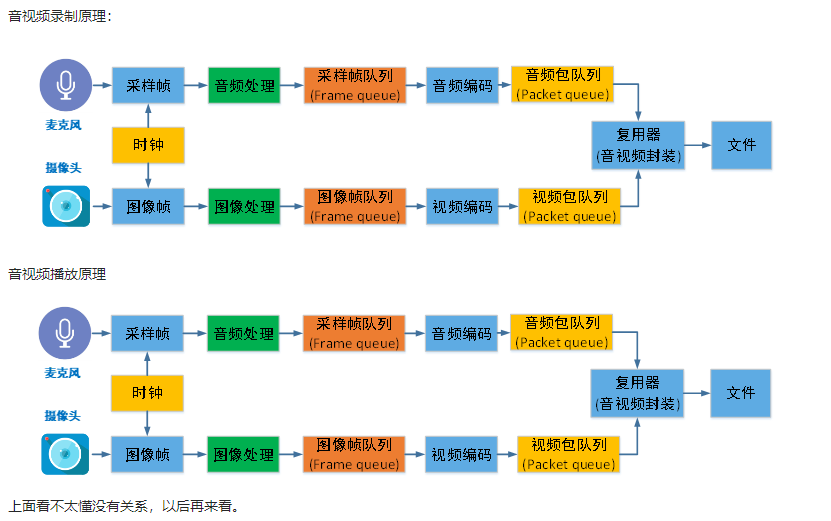 音视频录制原理：
麦克风
采样帧
音频处理
采样帧队列
(Frame queue)
音频编码
音频包队列
(Packet queue)
时钟
复用器
(音视频封装)
文件
摄像头
图像帧
图像处理
图像帧队列
(Frame queue)
视频编码
视频包队列
(Packet queue)
音视频播放原理
麦克风
采样帧
音频处理
采样帧队列
(Frame queue)
音频编码
音频包队列
(Packet queue)
时钟
复用器
(音视频封装)
文件
摄像头
图像帧
图像处理
图像帧队列
(Frame queue)
视频编码
视频包队列
(Packet queue)
上面看不太懂没有关系，以后再来看。